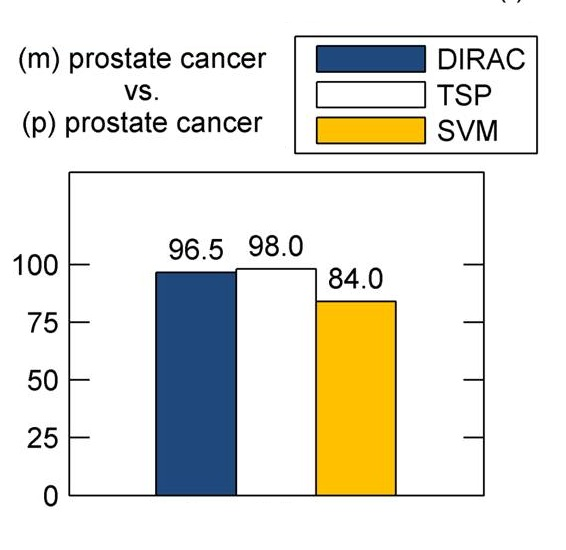 (m) prostate cancer
vs.
(p) prostate cancer
DIRAC
TSP
SVM
96.5 98.0
84.0
100
75
50
25
0